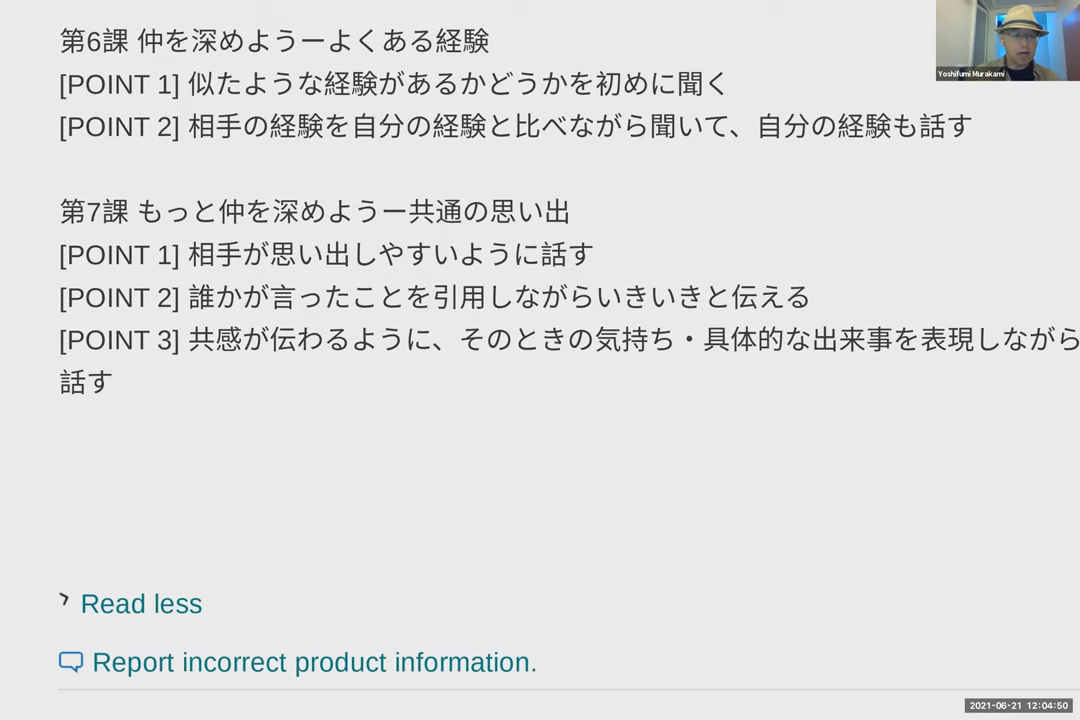 第6課 仲を深めようーよくある経験
[POINT 1] 似たような経験があるかどうかを初めに聞く
[POINT 2] 相手の経験を自分の経験と比べながら聞いて、自分の経験も話す
第7課 もっと仲を深めようー共通の思い出
[POINT 1] 相手が思い出しやすいように話す
[POINT 2] 誰かが言ったことを引用しながらいきいきと伝える
[POINT 3] 共感が伝わるように、そのときの気持ち・具体的な出来事を表現しながら
話す
Read less
Report incorrect product information.
Yoshifumi Murakami
2021-06-21 12:04:50